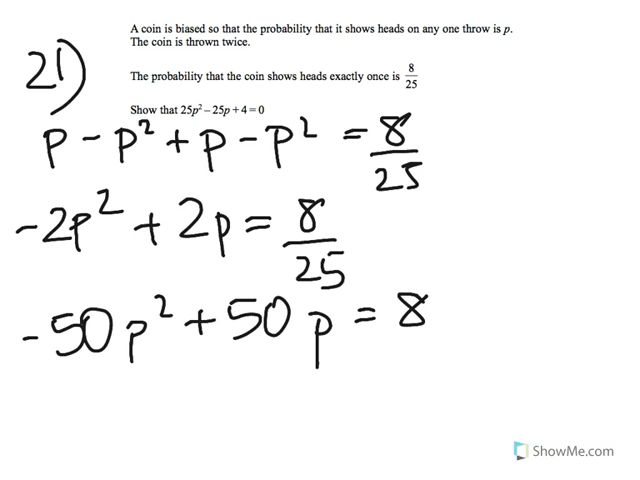 A coin is biased so that the probability that it shows heads on any one throw is p.
The coin is thrown twice.
21)
The probability that the coin shows heads exactly once is 8/25
Show that 25p² – 25p + 4 = 0
p - p² + p - p² = 8/25
-2p² + 2p = 8/25
-50p² + 50p = 8
ShowMe.com